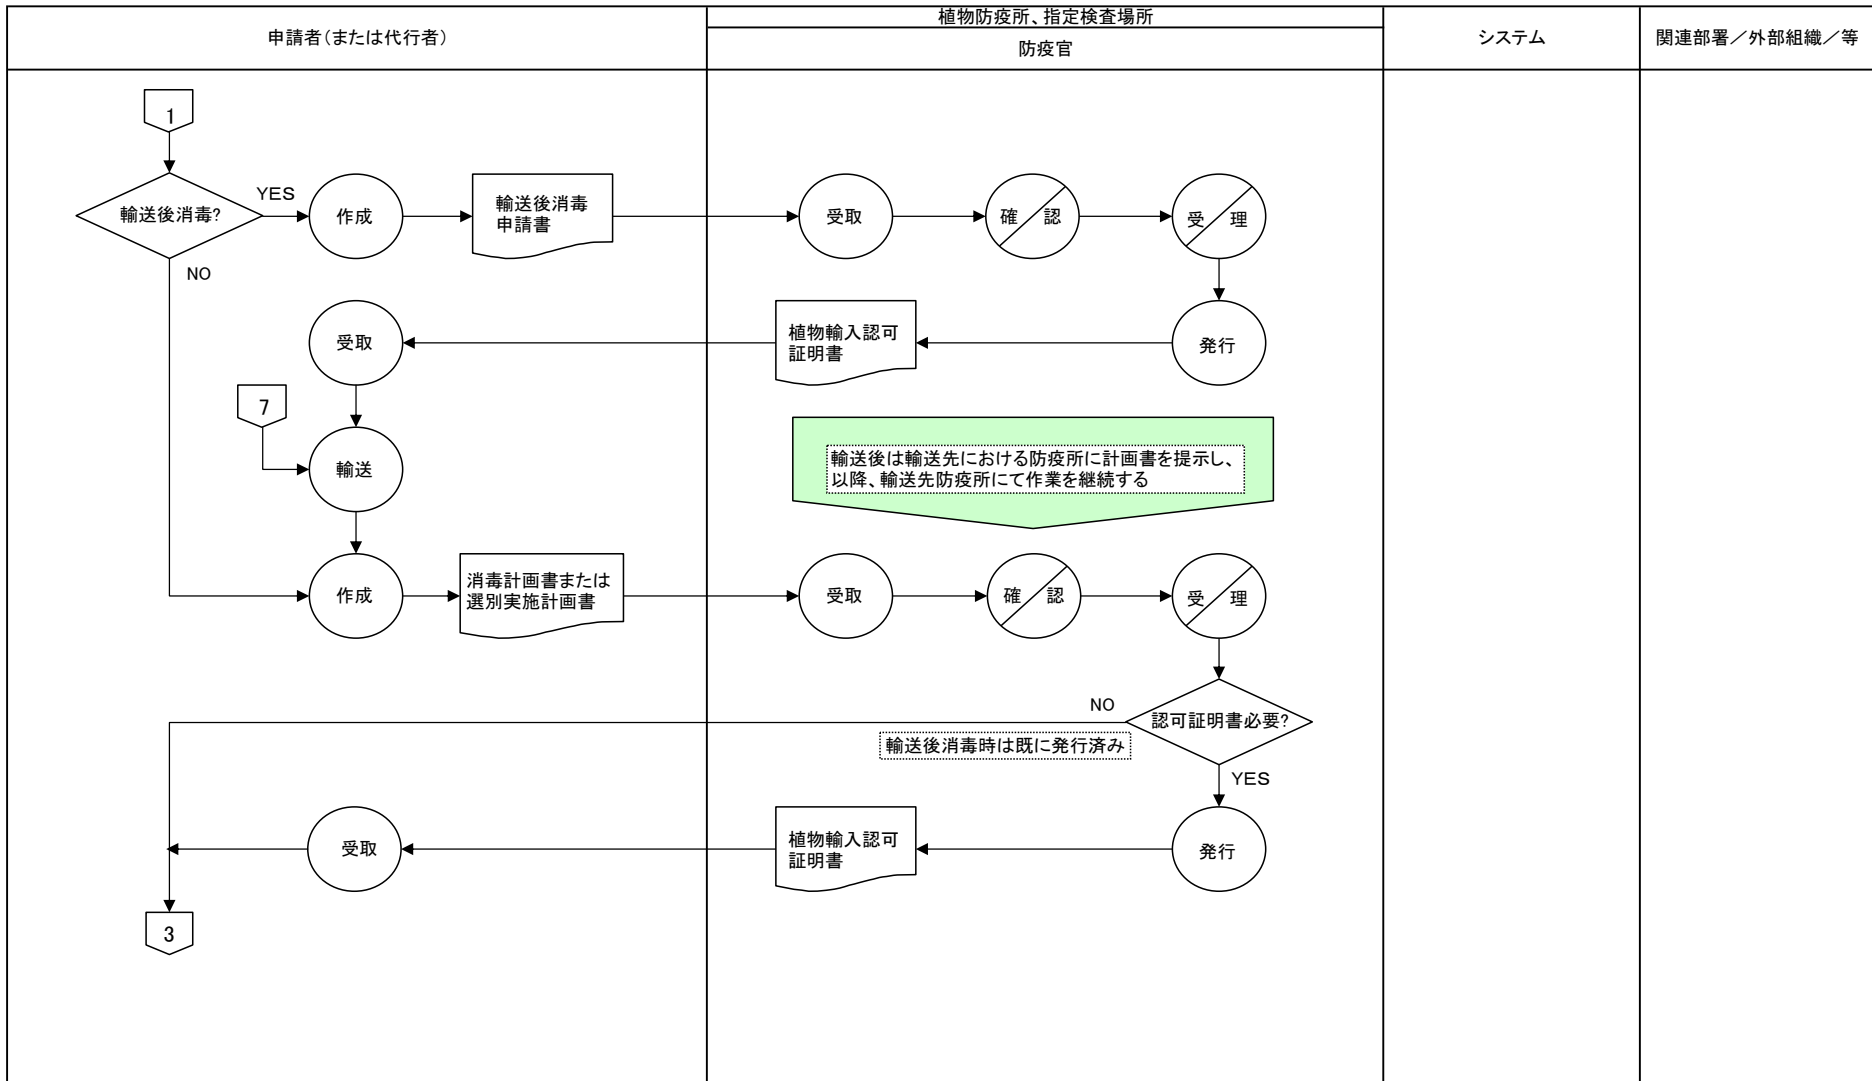 植物防疫所、指定検査場所
申請者(または代行者)
防疫官
システム
関連部署／外部組織／等
1
輸送後消毒?
YES
NO
作成
輸送後消毒
申請書
受取
確 認
受 理
受取
植物輸入認可
証明書
発行
7
輸送
輸送後は輸送先における防疫所に計画書を提示し、
以降、輸送先防疫所にて作業を継続する
作成
消毒計画書または
選別実施計画書
受取
確 認
受 理
NO
認可証明書必要?
輸送後消毒時は既に発行済み
YES
受取
植物輸入認可
証明書
発行
3